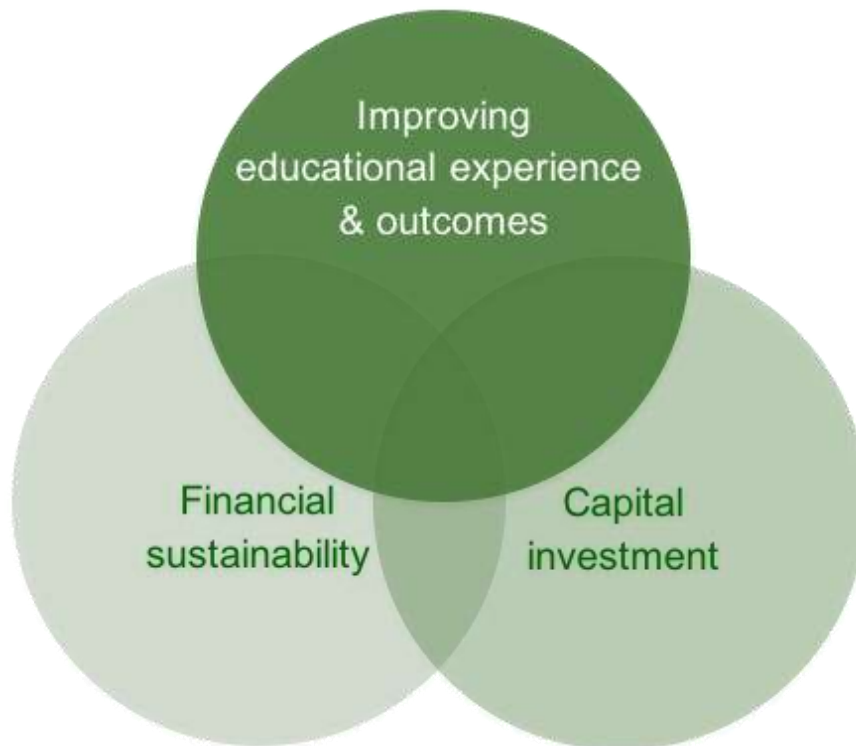 Improving
educational experience
& outcomes
Financial
sustainability
Capital
investment